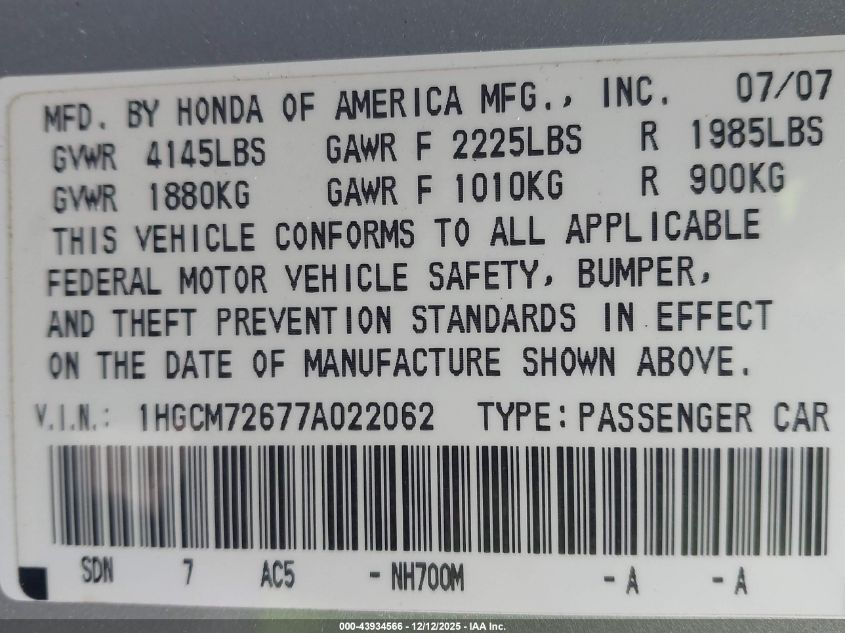 MFD. BY HONDA OF AMERICA MFG., INC. 07/07
GVWR 4145LBS GAWR F 2225LBS R 1985LBS
GVWR 1880KG GAWR F 1010KG R 900KG
THIS VEHICLE CONFORMS TO ALL APPLICABLE
FEDERAL MOTOR VEHICLE SAFETY, BUMPER,
AND THEFT PREVENTION STANDARDS IN EFFECT
ON THE DATE OF MANUFACTURE SHOWN ABOVE.
V.I.N.: 1HGCM72677A022062 TYPE: PASSENGER CAR
SDN 7 AC5 - NH700M - A - A
000-43934566 - 12/12/2025 - IAA Inc.